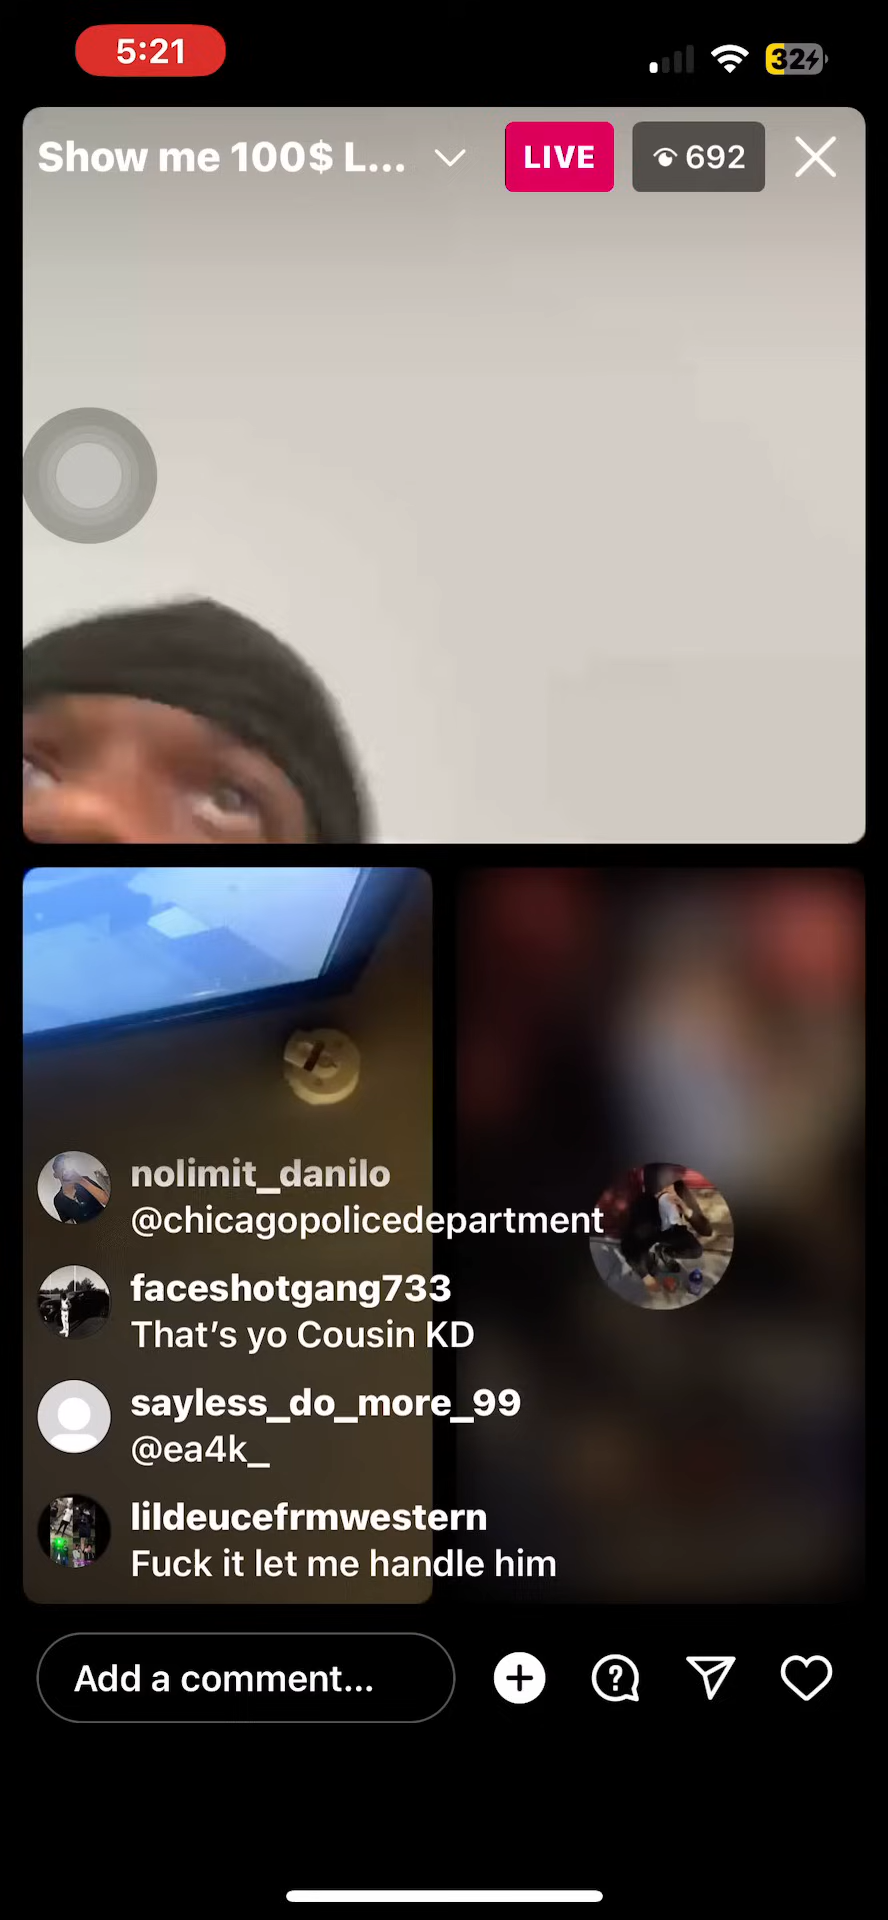 5:21
32
Show me 100$ L...
LIVE
692
nolimit_danilo
@chicagopolicedepartment
faceshotgang733
That’s yo Cousin KD
sayless_do_more_99
@ea4k_
lildeucefrmwestern
Fuck it let me handle him
Add a comment...